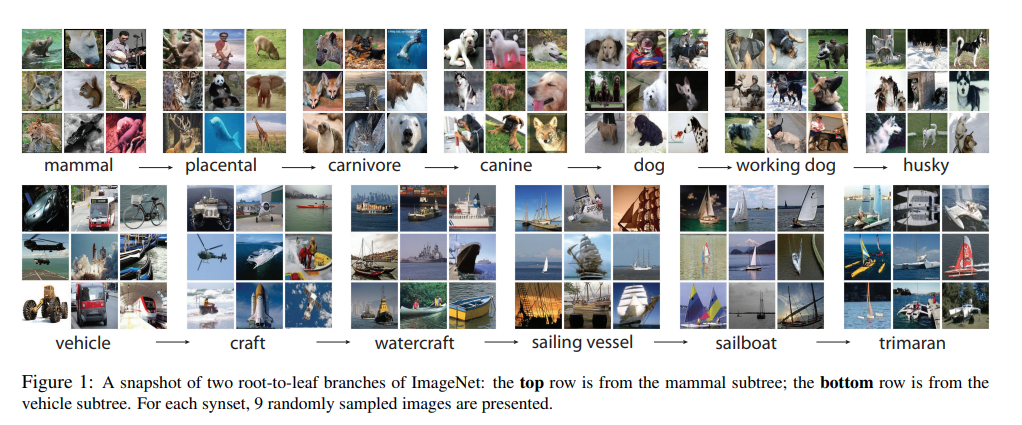 mammal → placental → carnivore → canine → dog → working dog → husky
vehicle → craft → watercraft → sailing vessel → sailboat → trimaran
Figure 1: A snapshot of two root-to-leaf branches of ImageNet: the top row is from the mammal subtree; the bottom row is from the
vehicle subtree. For each synset, 9 randomly sampled images are presented.